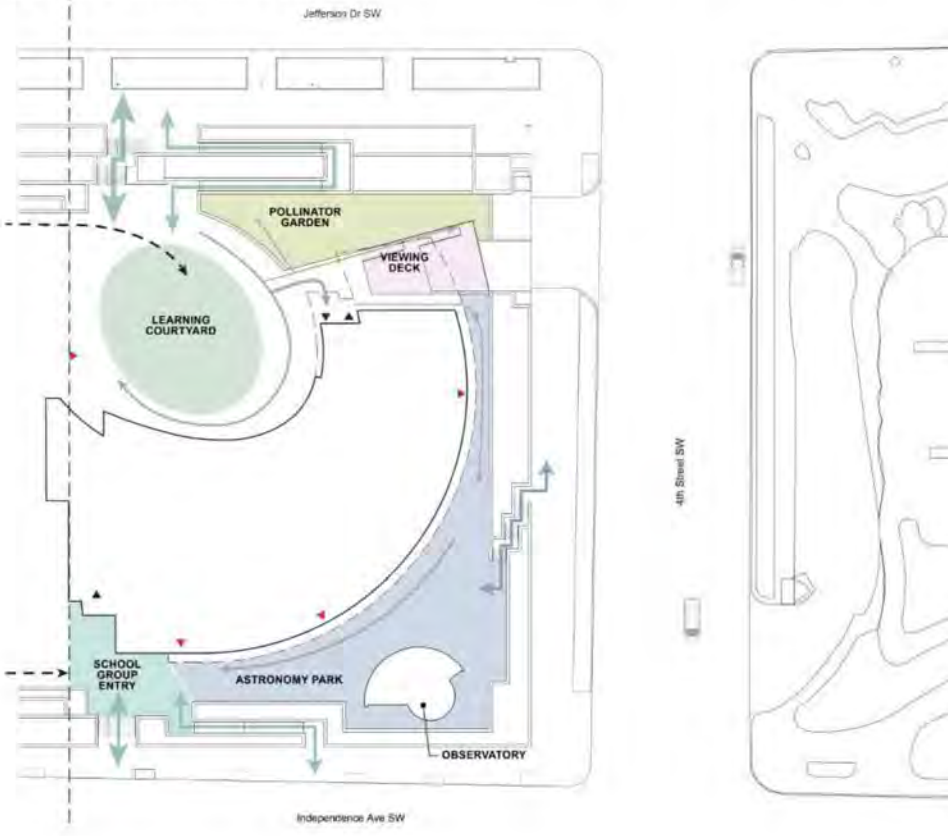 Jefferson Dr SW
POLLINATOR
GARDEN
VIEWING
DECK
LEARNING
COURTYARD
4th Street SW
SCHOOL
GROUP
ENTRY
ASTRONOMY PARK
OBSERVATORY
Independence Ave SW